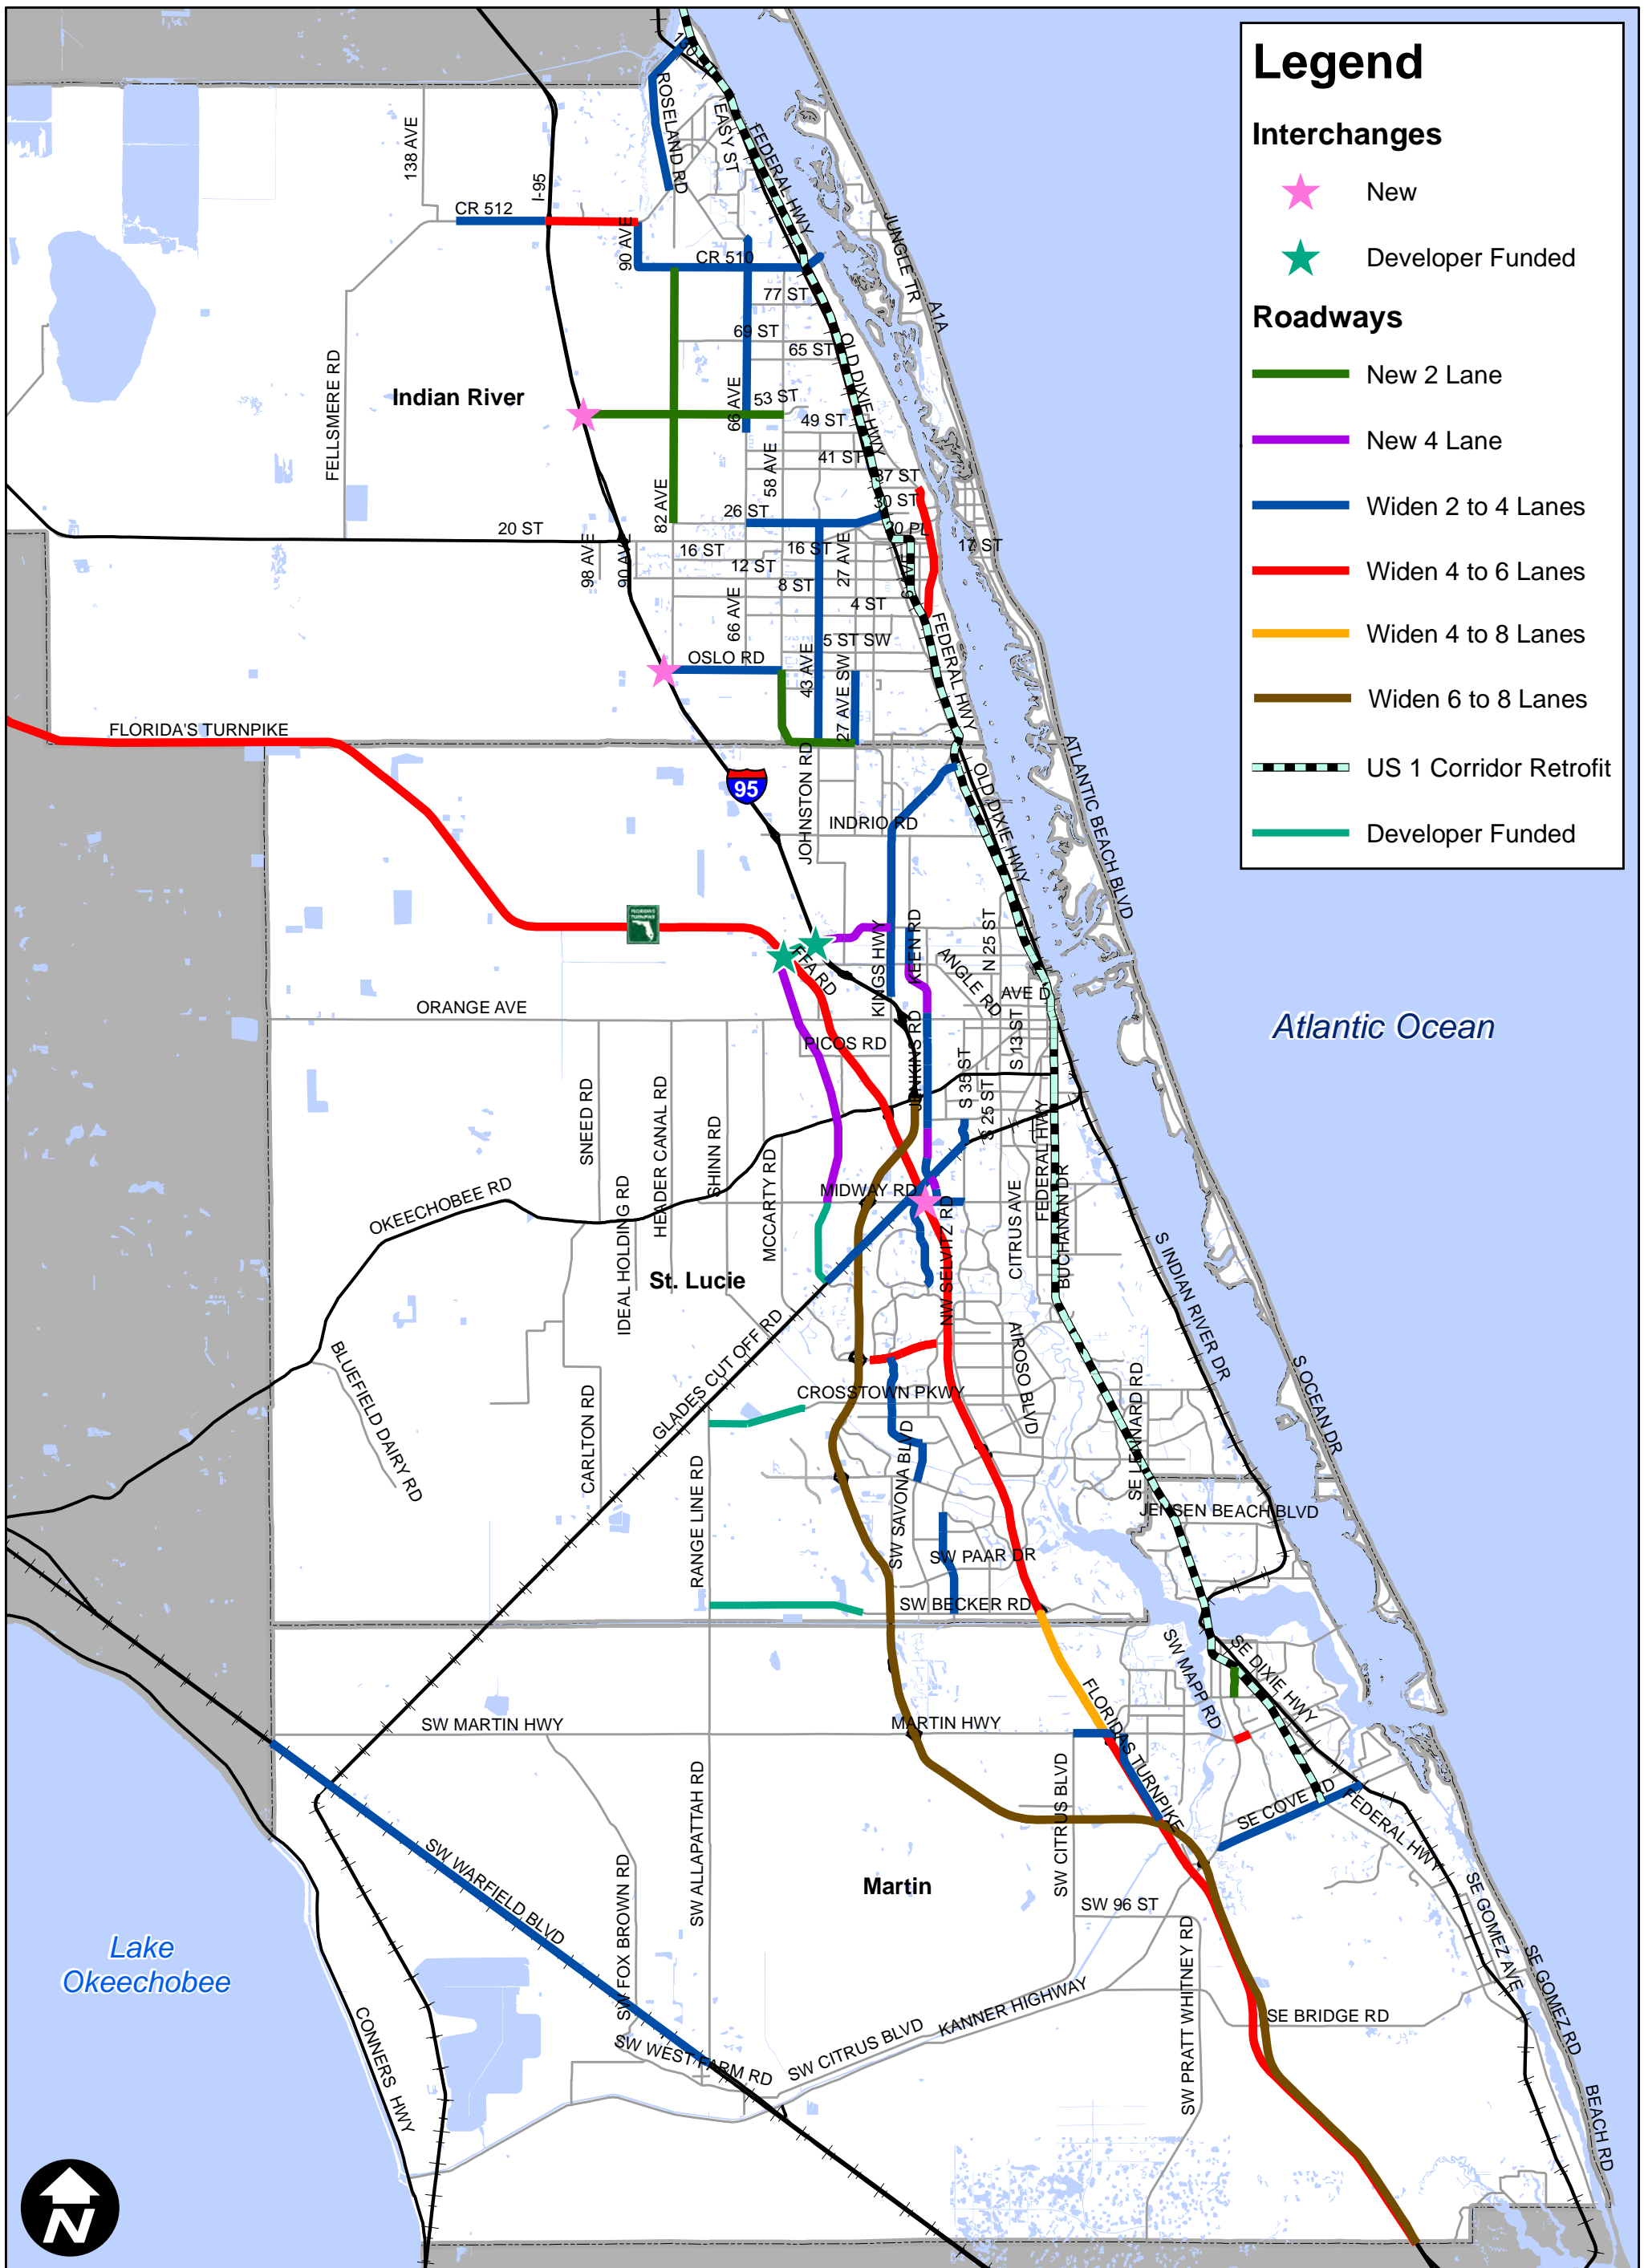 Legend
Interchanges
New
Developer Funded
Roadways
New 2 Lane
New 4 Lane
Widen 2 to 4 Lanes
Widen 4 to 6 Lanes
Widen 4 to 8 Lanes
Widen 6 to 8 Lanes
US 1 Corridor Retrofit
Developer Funded
130
ROSELAND RD
EASY ST
FEDERAL HWY
138 AVE
I-95
CR 512
90 AVE
CR 510
JUNGLE TR
A1A
77 ST
69 ST
65 ST
OLD DIXIE HWY
FELLSMERE RD
Indian River
66 AVE
53 ST
49 ST
58 AVE
41 ST
37 ST
30 ST
82 AVE
26 ST
20 ST
20 PL
17 ST
98 AVE
90 AVE
16 ST
16 ST
27 AVE
12 ST
8 ST
6 AVE
4 ST
66 AVE
5 ST SW
FEDERAL HWY
OSLO RD
43 AVE
27 AVE SW
FLORIDA'S TURNPIKE
95
JOHNSTON RD
OLD DIXIE HWY
ATLANTIC BEACH BLVD
INDRIO RD
FLORIDA'S
TURNPIKE
FFA RD
KINGS HWY
KEEN RD
ANGLE RD
N 25 ST
AVE D
ORANGE AVE
PICOS RD
JENKINS RD
S 13 ST
S 35 ST
S 25 ST
Atlantic Ocean
SNEED RD
HEADER CANAL RD
SHINN RD
MCCARTY RD
FEDERAL HWY
MIDWAY RD
OKEECHOBEE RD
IDEAL HOLDING RD
CITRUS AVE
BUCHANAN DR
NW SELVITZ RD
St. Lucie
S INDIAN RIVER DR
GLADES CUT OFF RD
AIROSO BLVD
BLUEFIELD DAIRY RD
CARLTON RD
CROSSTOWN PKWY
SE LENNARD RD
S OCEAN DR
RANGE LINE RD
SW SAVONA BLVD
JENSEN BEACH BLVD
SW PAAR DR
SW BECKER RD
SW MAPP RD
SE DIXIE HWY
SW MARTIN HWY
MARTIN HWY
FLORIDAS TURNPIKE
SW ALLAPATTAH RD
SW CITRUS BLVD
SE COVE RD
FEDERAL HWY
SW WARFIELD BLVD
SW FOX BROWN RD
Martin
SW 96 ST
SE GOMEZ AVE
Lake
Okeechobee
SW PRATT WHITNEY RD
SE GOMEZ RD
CONNERS HWY
SW WEST FARM RD
SW CITRUS BLVD
KANNER HIGHWAY
SE BRIDGE RD
BEACH RD
N